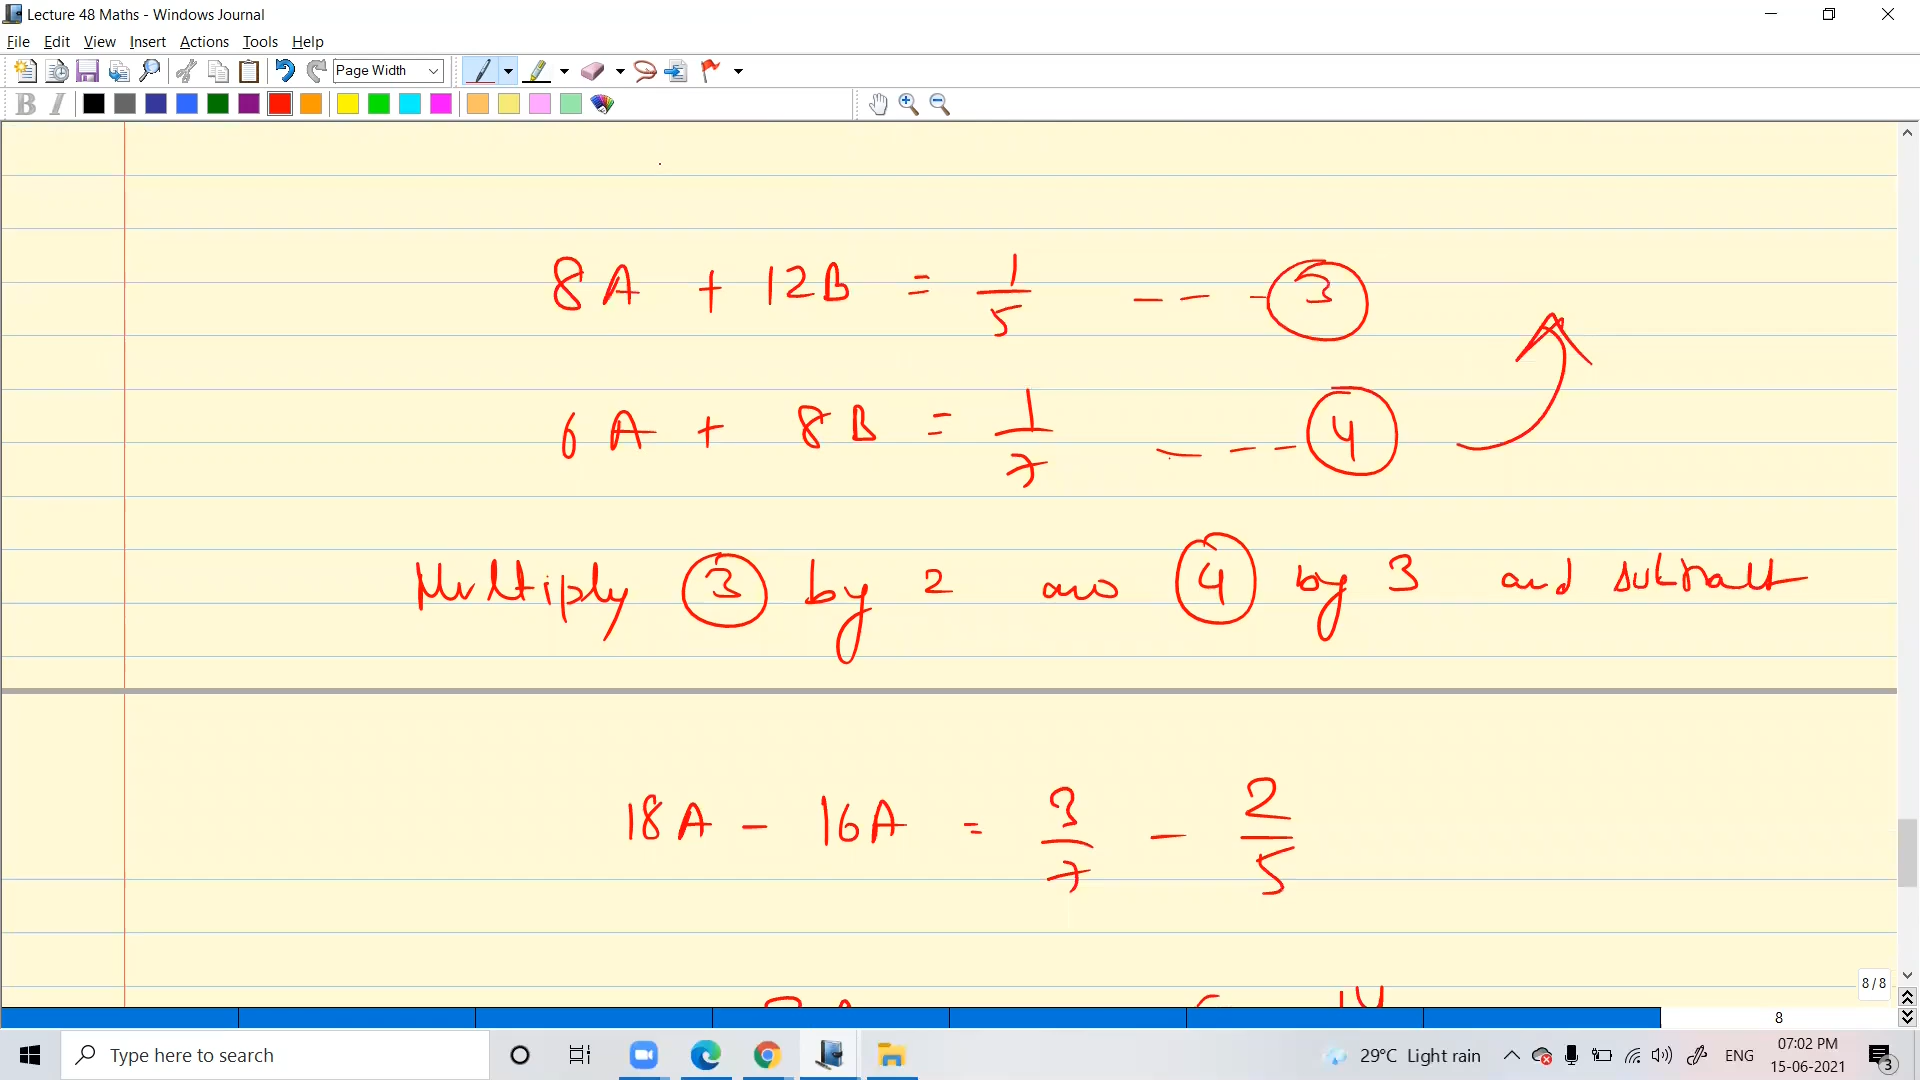 Lecture 48 Maths - Windows Journal
File Edit View Insert Actions Tools Help
Page Width
B I
8A + 12B = 1/5 --- 3
6A + 8B = 1/7 --- 4
Multiply 3 by 2 and 4 by 3 and subtract
18A - 16A = 3/7 - 2/5
8 / 8
8
Type here to search
29°C Light rain
ENG
07:02 PM
15-06-2021
3